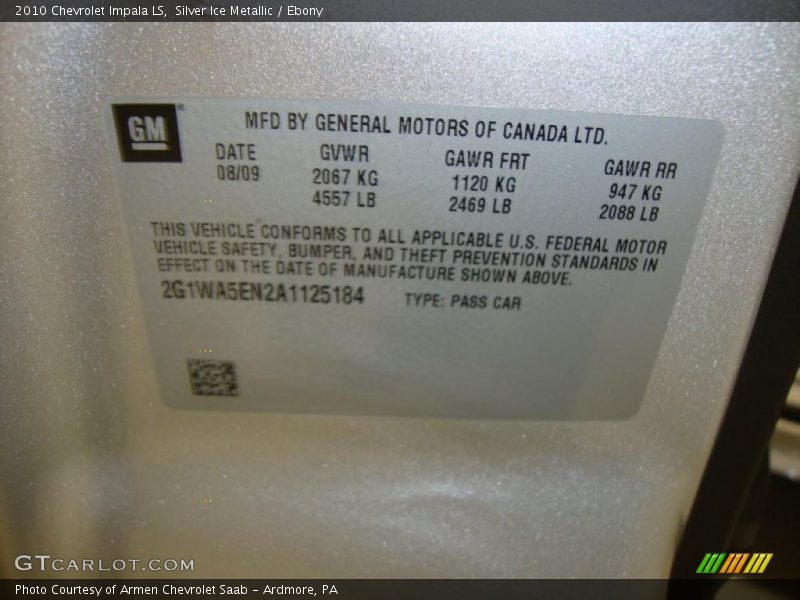 2010 Chevrolet Impala LS, Silver Ice Metallic / Ebony
GM
MFD BY GENERAL MOTORS OF CANADA LTD.
DATE GVWR GAWR FRT GAWR RR
08/09 2067 KG 1120 KG 947 KG
4557 LB 2469 LB 2088 LB
THIS VEHICLE CONFORMS TO ALL APPLICABLE U.S. FEDERAL MOTOR
VEHICLE SAFETY, BUMPER, AND THEFT PREVENTION STANDARDS IN
EFFECT ON THE DATE OF MANUFACTURE SHOWN ABOVE.
2G1WA5EN2A1125184 TYPE: PASS CAR
GTCARLOT.COM
Photo Courtesy of Armen Chevrolet Saab - Ardmore, PA